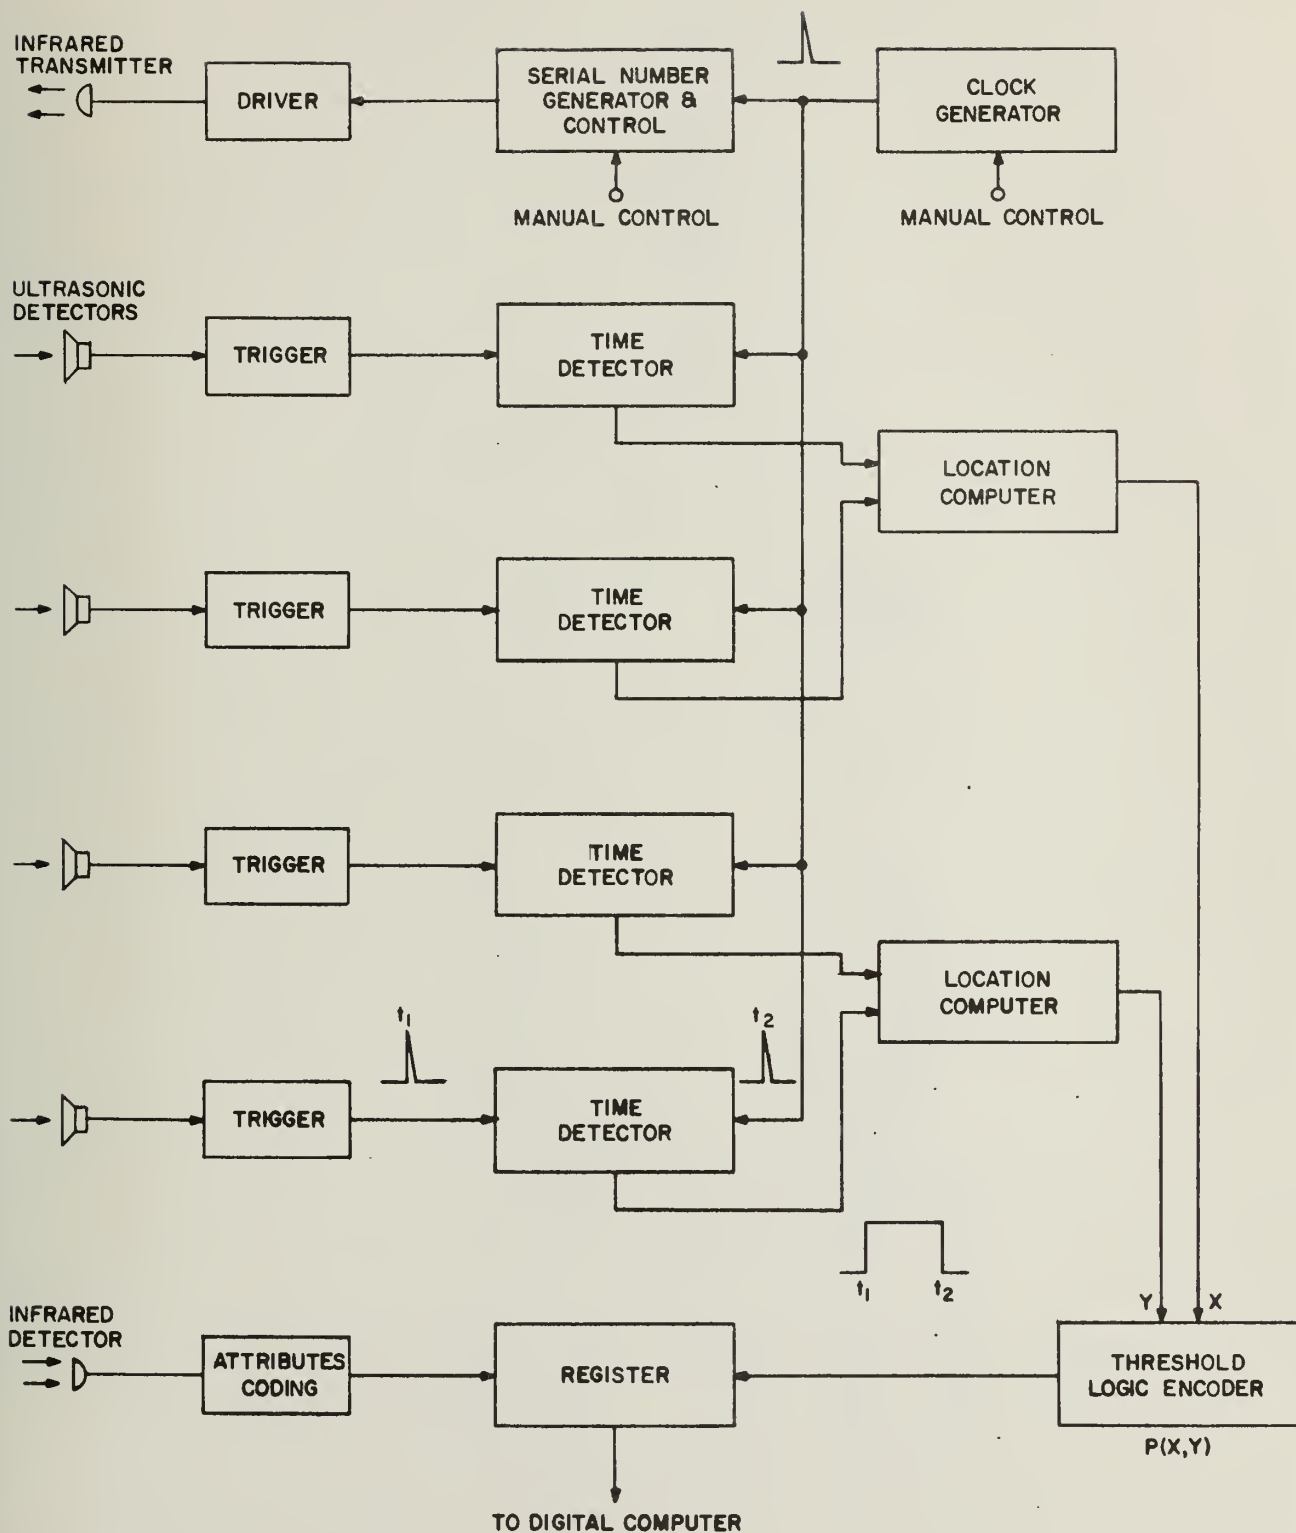 INFRARED
TRANSMITTER
DRIVER
SERIAL NUMBER
GENERATOR &
CONTROL
CLOCK
GENERATOR
MANUAL CONTROL
MANUAL CONTROL
ULTRASONIC
DETECTORS
TRIGGER
TIME
DETECTOR
LOCATION
COMPUTER
TRIGGER
TIME
DETECTOR
TRIGGER
TIME
DETECTOR
LOCATION
COMPUTER
t1
t2
TRIGGER
TIME
DETECTOR
t1
t2
Y
X
INFRARED
DETECTOR
ATTRIBUTES
CODING
REGISTER
THRESHOLD
LOGIC ENCODER
P(X,Y)
TO DIGITAL COMPUTER